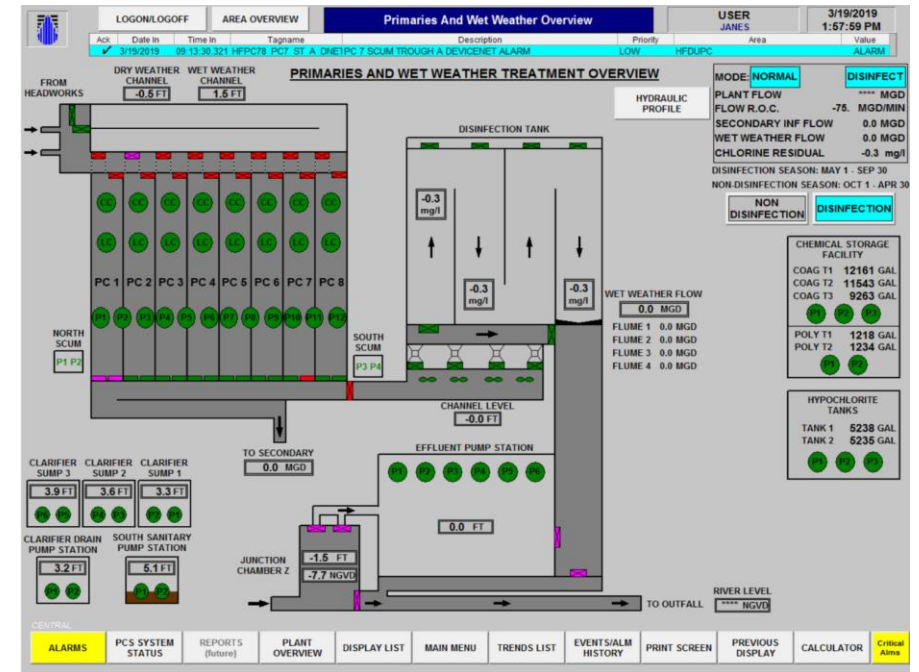 LOGON/LOGOFF
AREA OVERVIEW
Primaries And Wet Weather Overview
USER
JANES
3/19/2019
1:57:59 PM
Ack Date In Time In Tagname Description Priority Area Value
✓ 3/19/2019 09:13:30.321 HFPC78_PC7_ST_A_DNE1 PC 7 SCUM TROUGH A DEVICENET ALARM LOW HFDUPC ALARM
PRIMARIES AND WET WEATHER TREATMENT OVERVIEW
FROM
HEADWORKS
DRY WEATHER
CHANNEL
-0.5 FT
WET WEATHER
CHANNEL
1.5 FT
HYDRAULIC
PROFILE
MODE: NORMAL DISINFECT
PLANT FLOW **** MGD
FLOW R.O.C. -75. MGD/MIN
SECONDARY INF FLOW 0.0 MGD
WET WEATHER FLOW 0.0 MGD
CHLORINE RESIDUAL -0.3 mg/l
DISINFECTION SEASON: MAY 1 - SEP 30
NON-DISINFECTION SEASON: OCT 1 - APR 30
NON
DISINFECTION
DISINFECTION
DISINFECTION TANK
-0.3
mg/l
-0.3
mg/l
-0.3
mg/l
CC CC CC CC CC CC CC CC
LC LC LC LC LC LC LC LC
PC 1 PC 2 PC 3 PC 4 PC 5 PC 6 PC 7 PC 8
P1 P2 P3 P4 P5 P6 P7 P8 P9 P10 P11 P12
NORTH
SCUM
P1 P2
SOUTH
SCUM
P3 P4
WET WEATHER FLOW
0.0 MGD
FLUME 1 0.0 MGD
FLUME 2 0.0 MGD
FLUME 3 0.0 MGD
FLUME 4 0.0 MGD
CHEMICAL STORAGE
FACILITY
COAG T1 12161 GAL
COAG T2 11543 GAL
COAG T3 9263 GAL
P1 P2 P3
POLY T1 1218 GAL
POLY T2 1234 GAL
P1 P2
HYPOCHLORITE
TANKS
TANK 1 5238 GAL
TANK 2 5235 GAL
P1 P2 P3
CHANNEL LEVEL
-0.0 FT
TO SECONDARY
0.0 MGD
EFFLUENT PUMP STATION
P1 P2 P3 P4 P5 P6
0.0 FT
CLARIFIER
SUMP 3
3.9 FT
P6 P5
CLARIFIER
SUMP 2
3.6 FT
P4 P3
CLARIFIER
SUMP 1
3.3 FT
P2 P1
CLARIFIER DRAIN
PUMP STATION
3.2 FT
P1 P2
SOUTH SANITARY
PUMP STATION
5.1 FT
P1 P2
JUNCTION
CHAMBER Z
-1.5 FT
-7.7 NGVD
TO OUTFALL
RIVER LEVEL
**** NGVD
CENTRAL
ALARMS
PCS SYSTEM
STATUS
REPORTS
(future)
PLANT
OVERVIEW
DISPLAY LIST
MAIN MENU
TRENDS LIST
EVENTS/ALM
HISTORY
PRINT SCREEN
PREVIOUS
DISPLAY
CALCULATOR
Critical
Alms